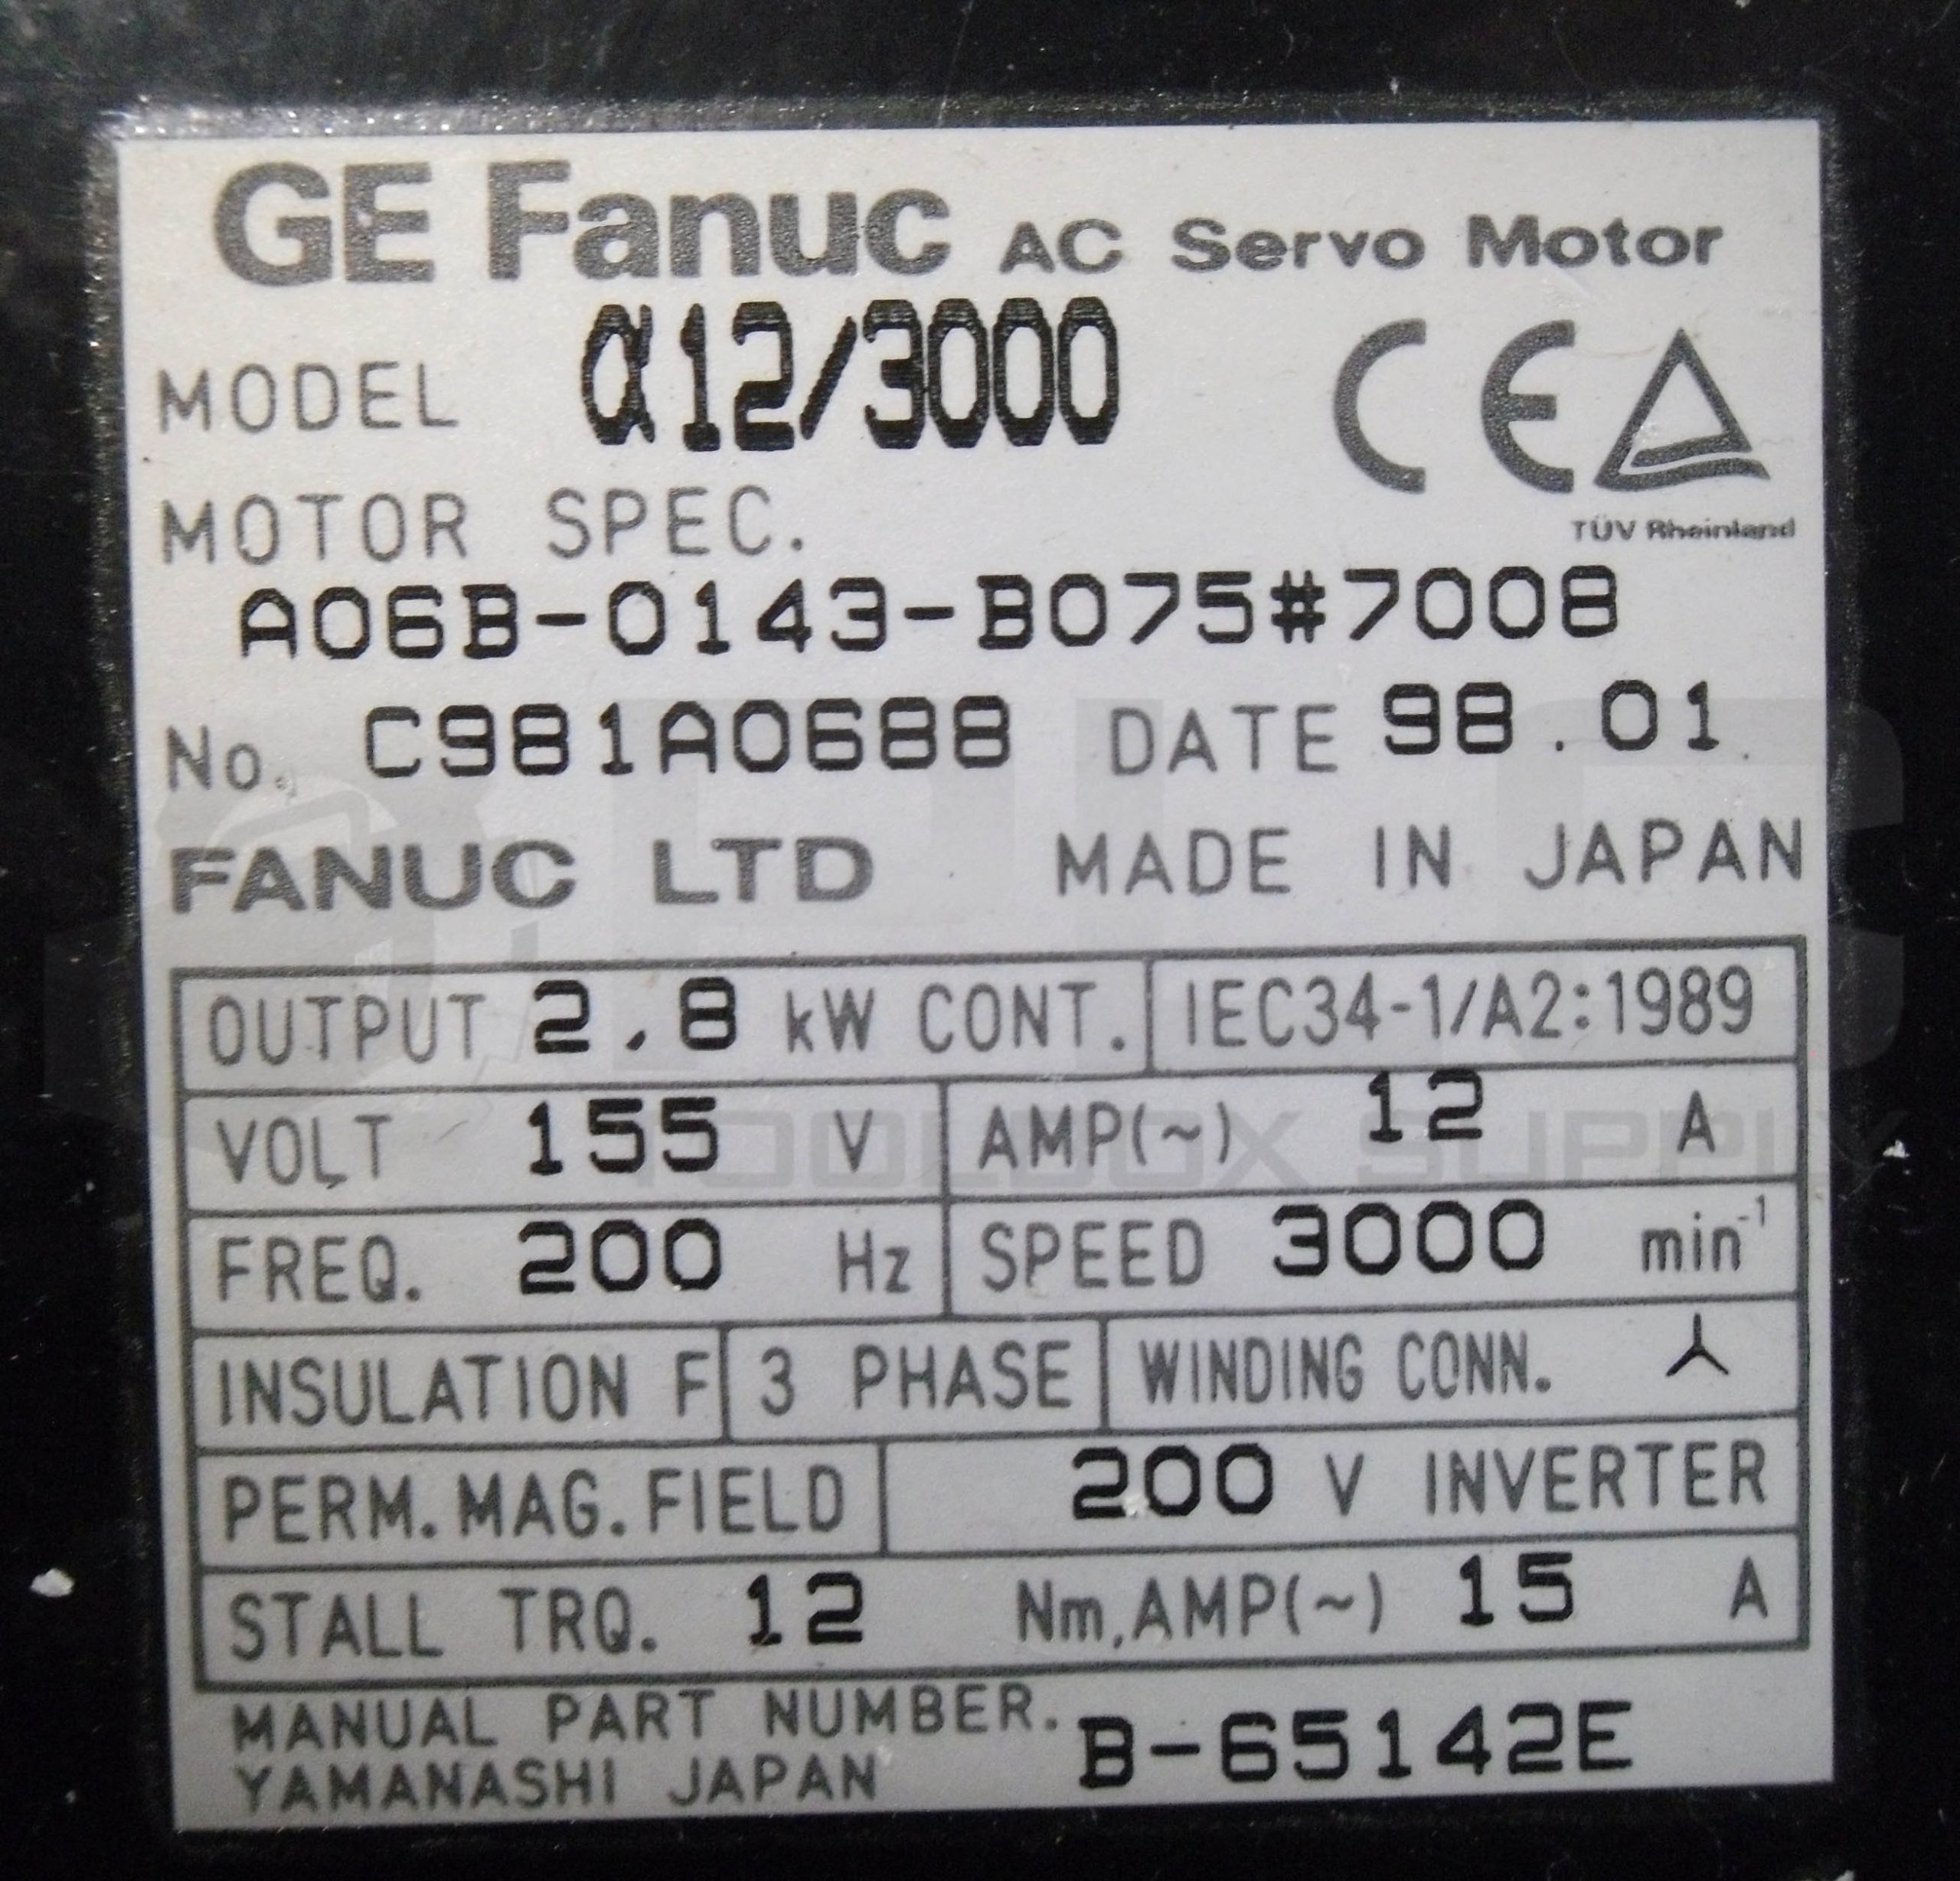 GE Fanuc AC Servo Motor
MODEL α12/3000
CE
TÜV Rheinland
MOTOR SPEC.
A06B-0143-B075#7008
No. C981A0688 DATE 98.01
FANUC LTD MADE IN JAPAN
OUTPUT 2.8 kW CONT. IEC34-1/A2:1989
VOLT 155 V AMP(~) 12 A
FREQ. 200 Hz SPEED 3000 min⁻¹
INSULATION F 3 PHASE WINDING CONN.
PERM.MAG.FIELD 200 V INVERTER
STALL TRQ. 12 Nm,AMP(~) 15 A
MANUAL PART NUMBER. B-65142E
YAMANASHI JAPAN
PLC
TOOLBOX SUPPLY